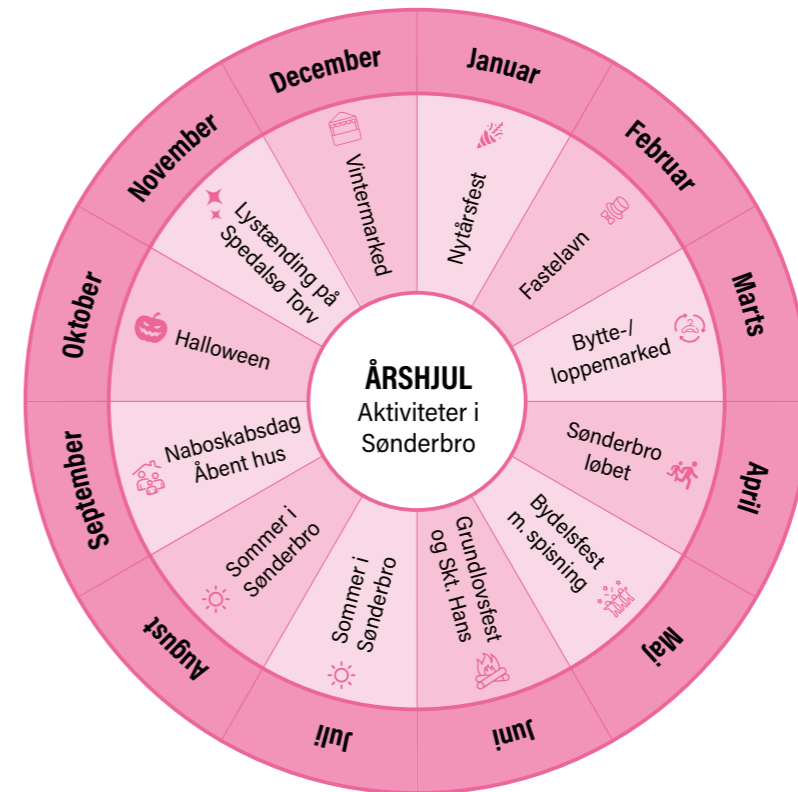 ÅRSHJUL
Aktiviteter i
Sønderbro
Januar
Nytårsfest
Februar
Fastelavn
Marts
Bytte-/
loppemarked
April
Sønderbro
løbet
Maj
Bydelsfest
m. spisning
Juni
Grundlovsfest
og Skt. Hans
Juli
Sommer i
Sønderbro
August
Sommer i
Sønderbro
September
Naboskabsdag
Åbent hus
Oktober
Halloween
November
Lystænding på
Spedalsø Torv
December
Vintermarked